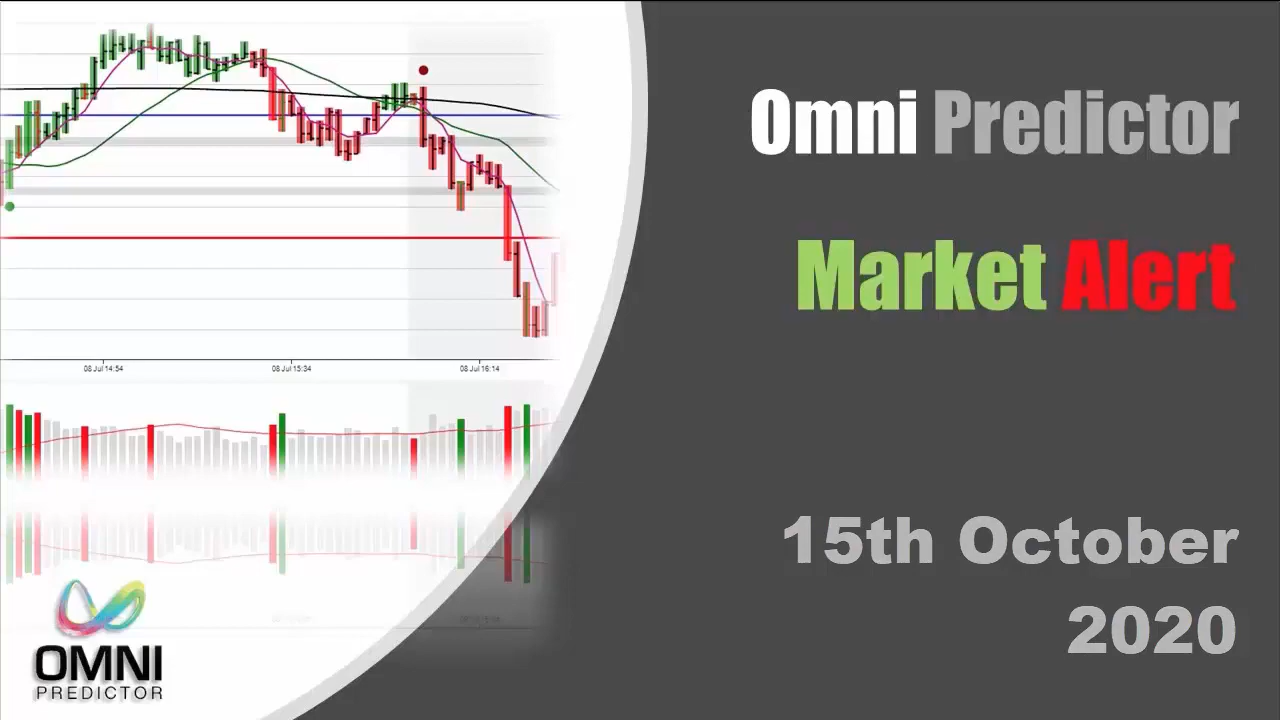 Omni Predictor
Market Alert
08 Jul 14:54
08 Jul 15:34
08 Jul 16:14
15th October
2020
OMNI
PREDICTOR